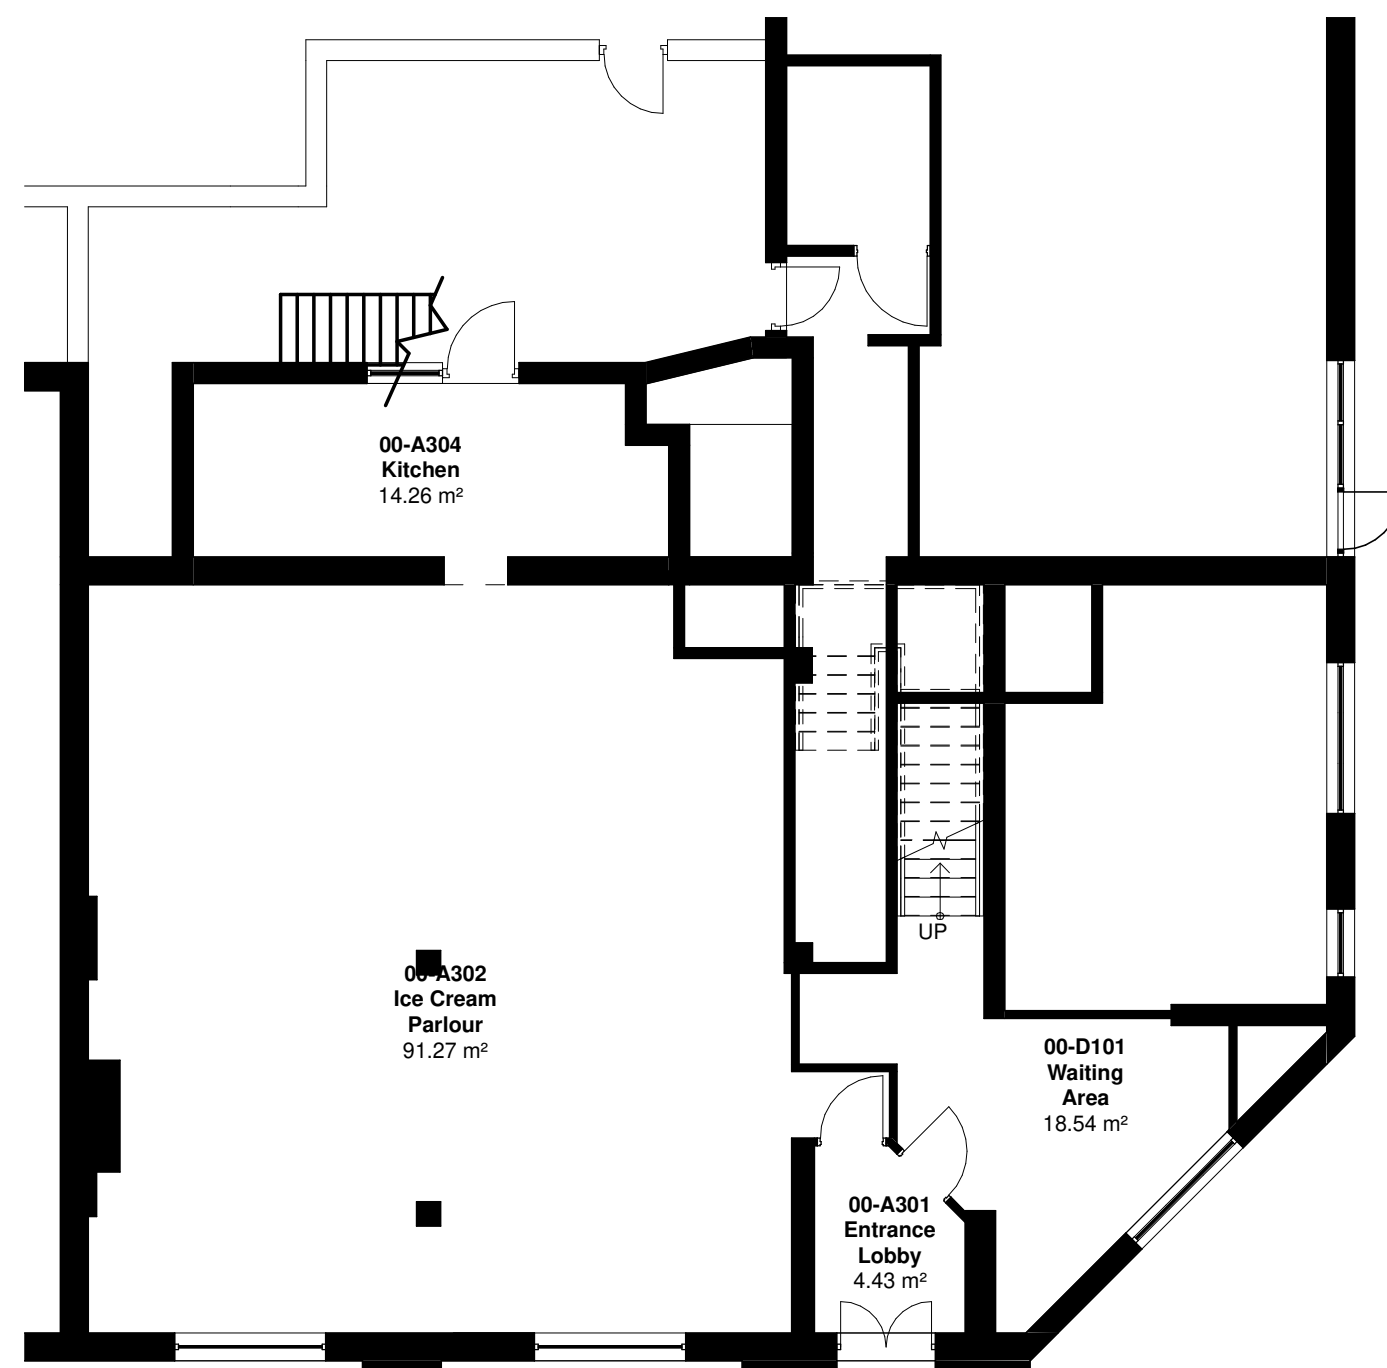 00-A304
Kitchen
14.26 m²
UP
00-A302
Ice Cream
Parlour
91.27 m²
00-D101
Waiting
Area
18.54 m²
00-A301
Entrance
Lobby
4.43 m²